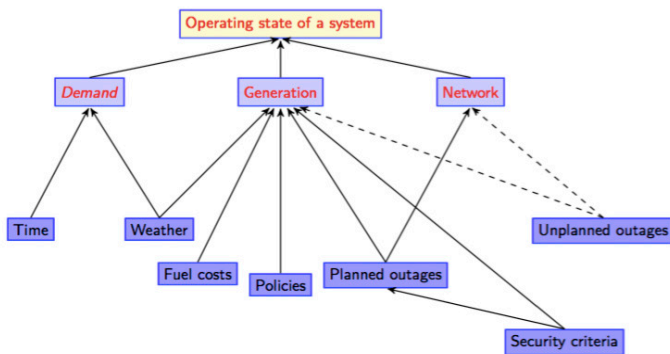 Operating state of a system
Demand
Generation
Network
Time
Weather
Unplanned outages
Fuel costs
Policies
Planned outages
Security criteria